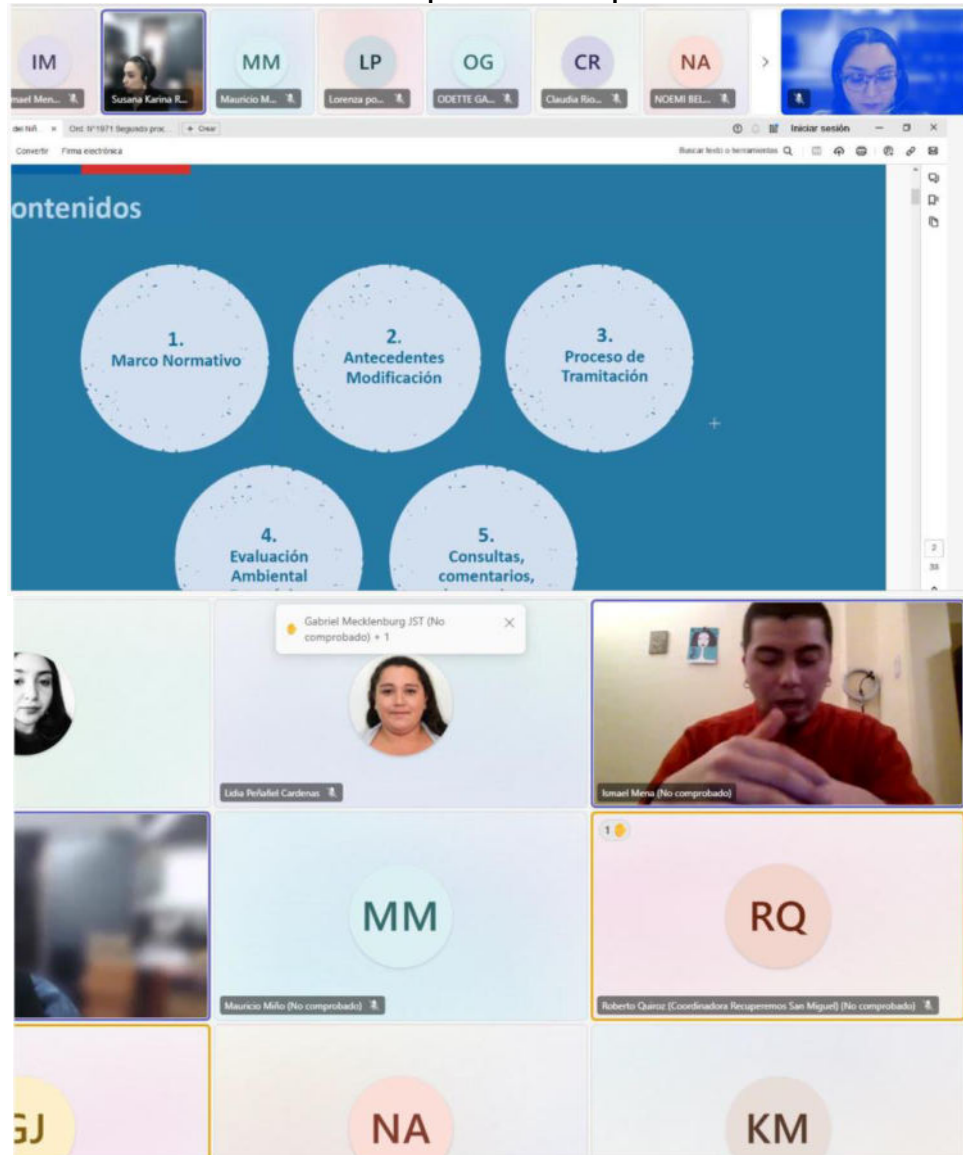 IM
MM
LP
OG
CR
NA
Susana Karina R...
Mauricio M...
Lorenza po...
ODETTE GA...
Claudia Rio...
NOEMI BEL...
Ord. N°1971 Segundo proc...
+ Crear
Iniciar sesión
Convertir Firma electrónica
Buscar texto o herramientas
ontenidos
1.
Marco Normativo
2.
Antecedentes
Modificación
3.
Proceso de
Tramitación
4.
Evaluación
Ambiental
5.
Consultas,
comentarios,
2
33
Gabriel Mecklenburg JST (No
comprobado) + 1
Lidia Peñafiel Cardenas
Ismael Mena (No comprobado)
1
MM
RQ
Mauricio Miño (No comprobado)
Roberto Quiroz (Coordinadora Recuperemos San Miguel) (No comprobado)
GJ
NA
KM